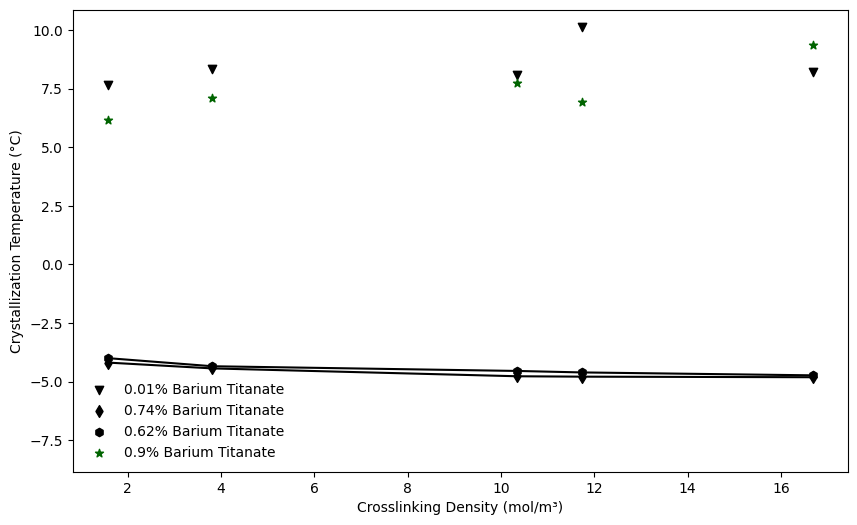 10.0
7.5
5.0
2.5
0.0
−2.5
−5.0
−7.5
Crystallization Temperature (°C)
0.01% Barium Titanate
0.74% Barium Titanate
0.62% Barium Titanate
0.9% Barium Titanate
2 4 6 8 10 12 14 16
Crosslinking Density (mol/m³)